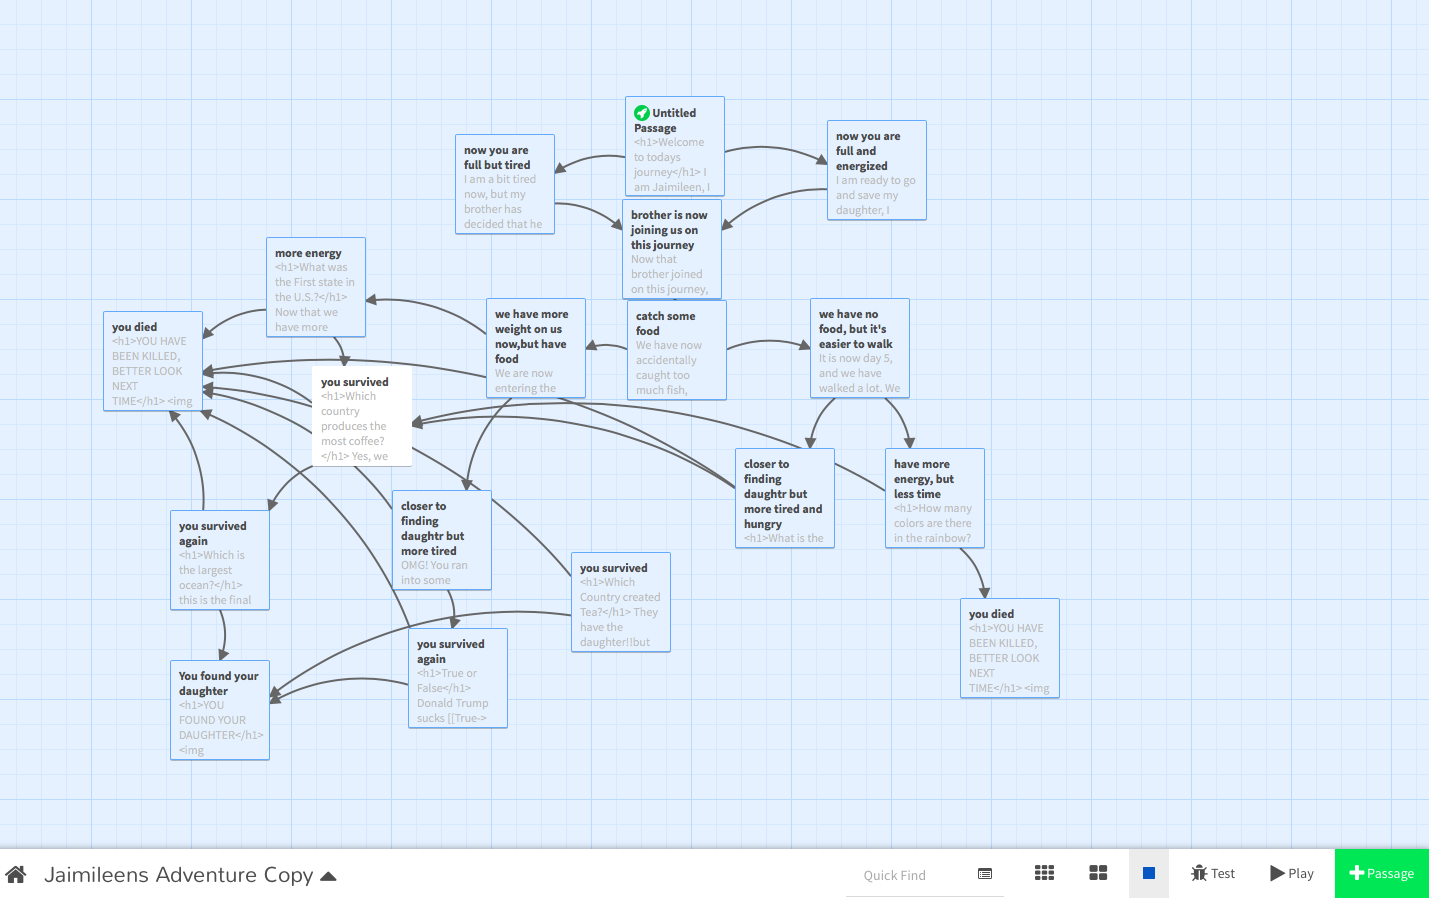 Untitled
Passage
<h1>Welcome
to todays
journey</h1> I
am Jaimileen, I
now you are
full but tired
I am a bit tired
now, but my
brother has
decided that he
now you are
full and
energized
I am ready to go
and save my
daughter, I
brother is now
joining us on
this journey
Now that
brother joined
on this journey,
more energy
<h1>What was
the First state in
the U.S.?</h1>
Now that we
have more
you died
<h1>YOU HAVE
BEEN KILLED,
BETTER LOOK
NEXT
TIME</h1> <img
we have more
weight on us
now,but have
food
We are now
entering the
catch some
food
We have now
accidentally
caught too
much fish,
we have no
food, but it's
easier to walk
It is now day 5,
and we have
walked a lot. We
you survived
<h1>Which
country
produces the
most coffee?
</h1> Yes, we
closer to
finding
daughtr but
more tired and
hungry
<h1>What is the
have more
energy, but
less time
<h1>How many
colors are there
in the rainbow?
you survived
again
<h1>Which is
the largest
ocean?</h1>
this is the final
closer to
finding
daughtr but
more tired
OMG! You ran
into some
you survived
<h1>Which
Country created
Tea?</h1> They
have the
daughter!!but
you died
<h1>YOU HAVE
BEEN KILLED,
BETTER LOOK
NEXT
TIME</h1> <img
you survived
again
<h1>True or
False</h1>
Donald Trump
sucks [[True->
You found your
daughter
<h1>YOU
FOUND YOUR
DAUGHTER</h1>
<img
Jaimileens Adventure Copy
Quick Find
Test
Play
Passage